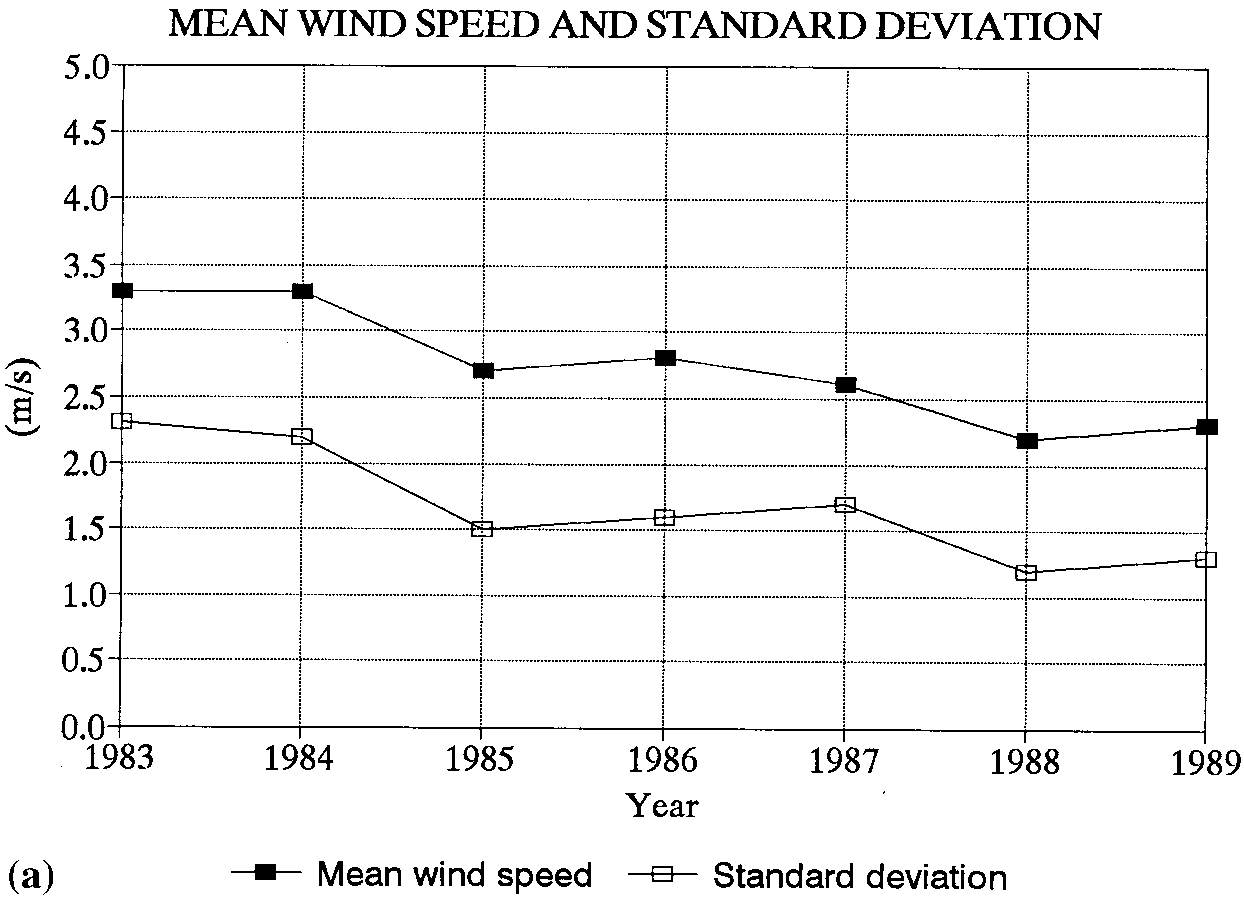 MEAN WIND SPEED AND STANDARD DEVIATION
5.0
4.5
4.0
3.5
3.0
2.5
2.0
1.5
1.0
0.5
0.0
(m/s)
1983 1984 1985 1986 1987 1988 1989
Year
(a) Mean wind speed Standard deviation